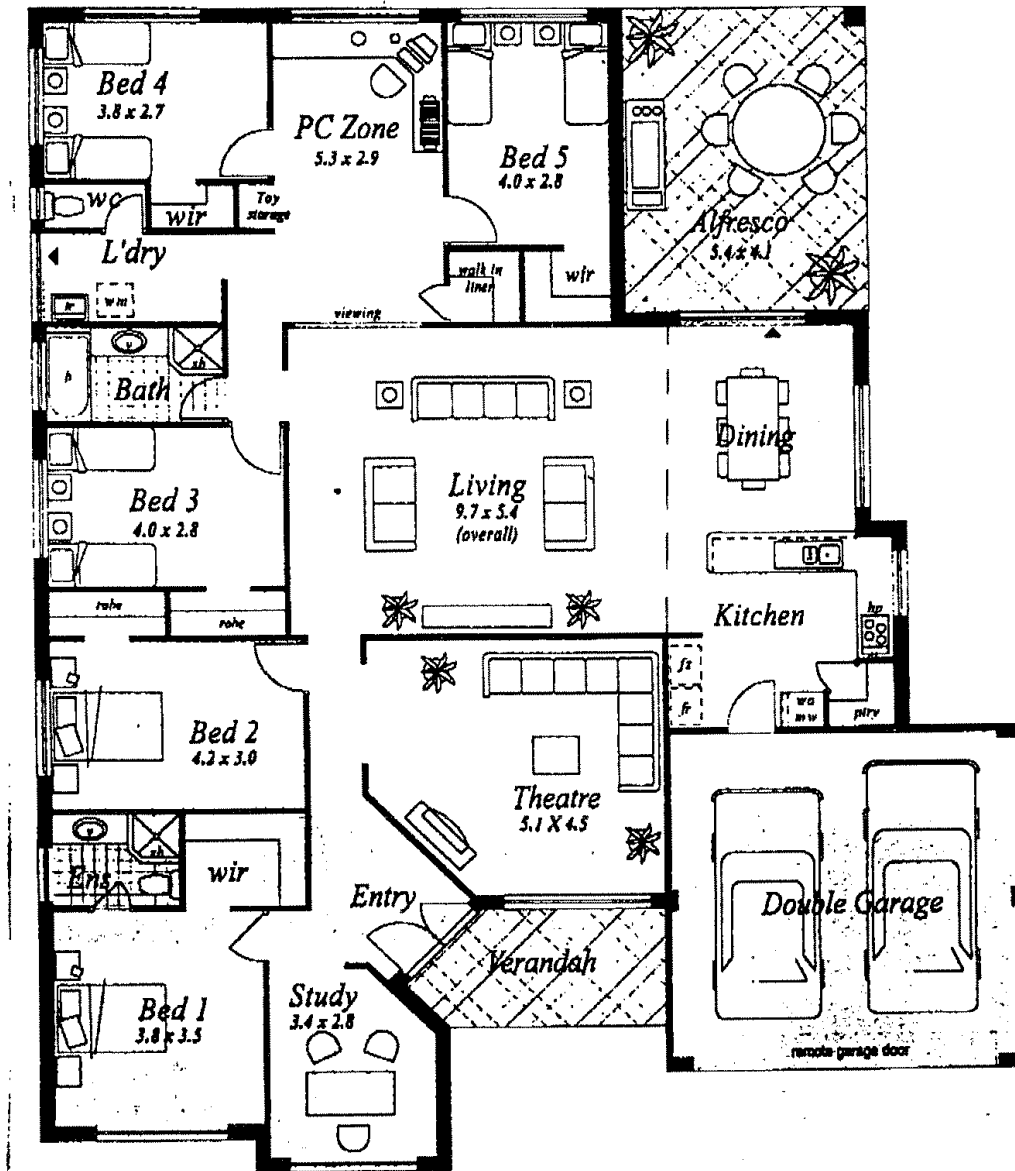 Bed 4
3.8 x 2.7
PC Zone
5.3 x 2.9
Bed 5
4.0 x 2.8
Alfresco
5.4 x 4.1
wc
wir
Toy
storage
L'dry
tr
wm
walk in
liner
wir
viewing
sh
b
Bath
Dining
Bed 3
4.0 x 2.8
Living
9.7 x 5.4
(overall)
robe
robe
Kitchen
hp
fz
fr
wo
mw
ptry
Bed 2
4.2 x 3.0
Theatre
5.1 X 4.5
sh
Ens
wir
Entry
Double Garage
Verandah
Bed 1
3.8 x 3.5
Study
3.4 x 2.8
remote garage door